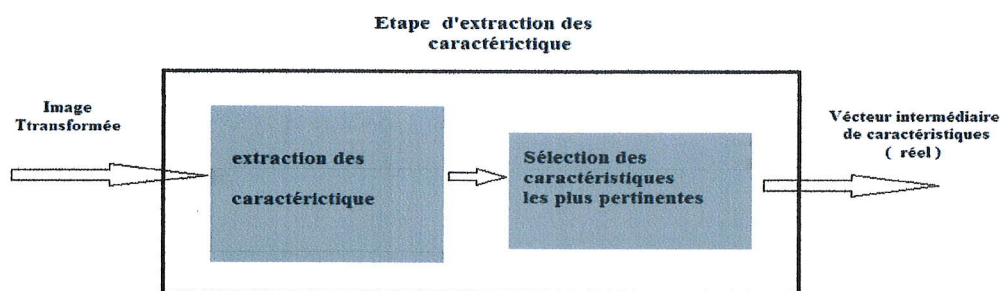 Etape d'extraction des
caractérictique
Image
Ttransformée
extraction des
caractérictique
Sélection des
caractéristiques
les plus pertinentes
Vécteur intermédiaire
de caractéristiques
( réel )